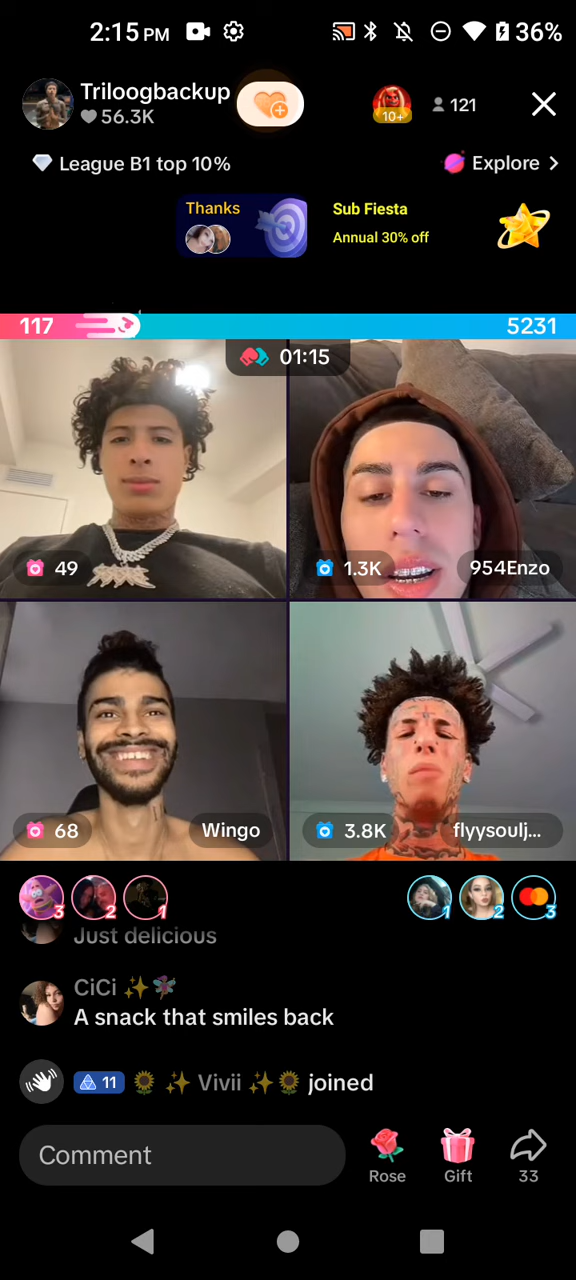 2:15 PM
36%
Triloogbackup
56.3K
10+
121
League B1 top 10%
Explore
Thanks
Sub Fiesta
Annual 30% off
117
5231
01:15
49
1.3K
954Enzo
68
Wingo
3.8K
flyysoulj...
3
2
1
1
2
3
Just delicious
CiCi
A snack that smiles back
11 Vivii joined
Comment
Rose
Gift
33